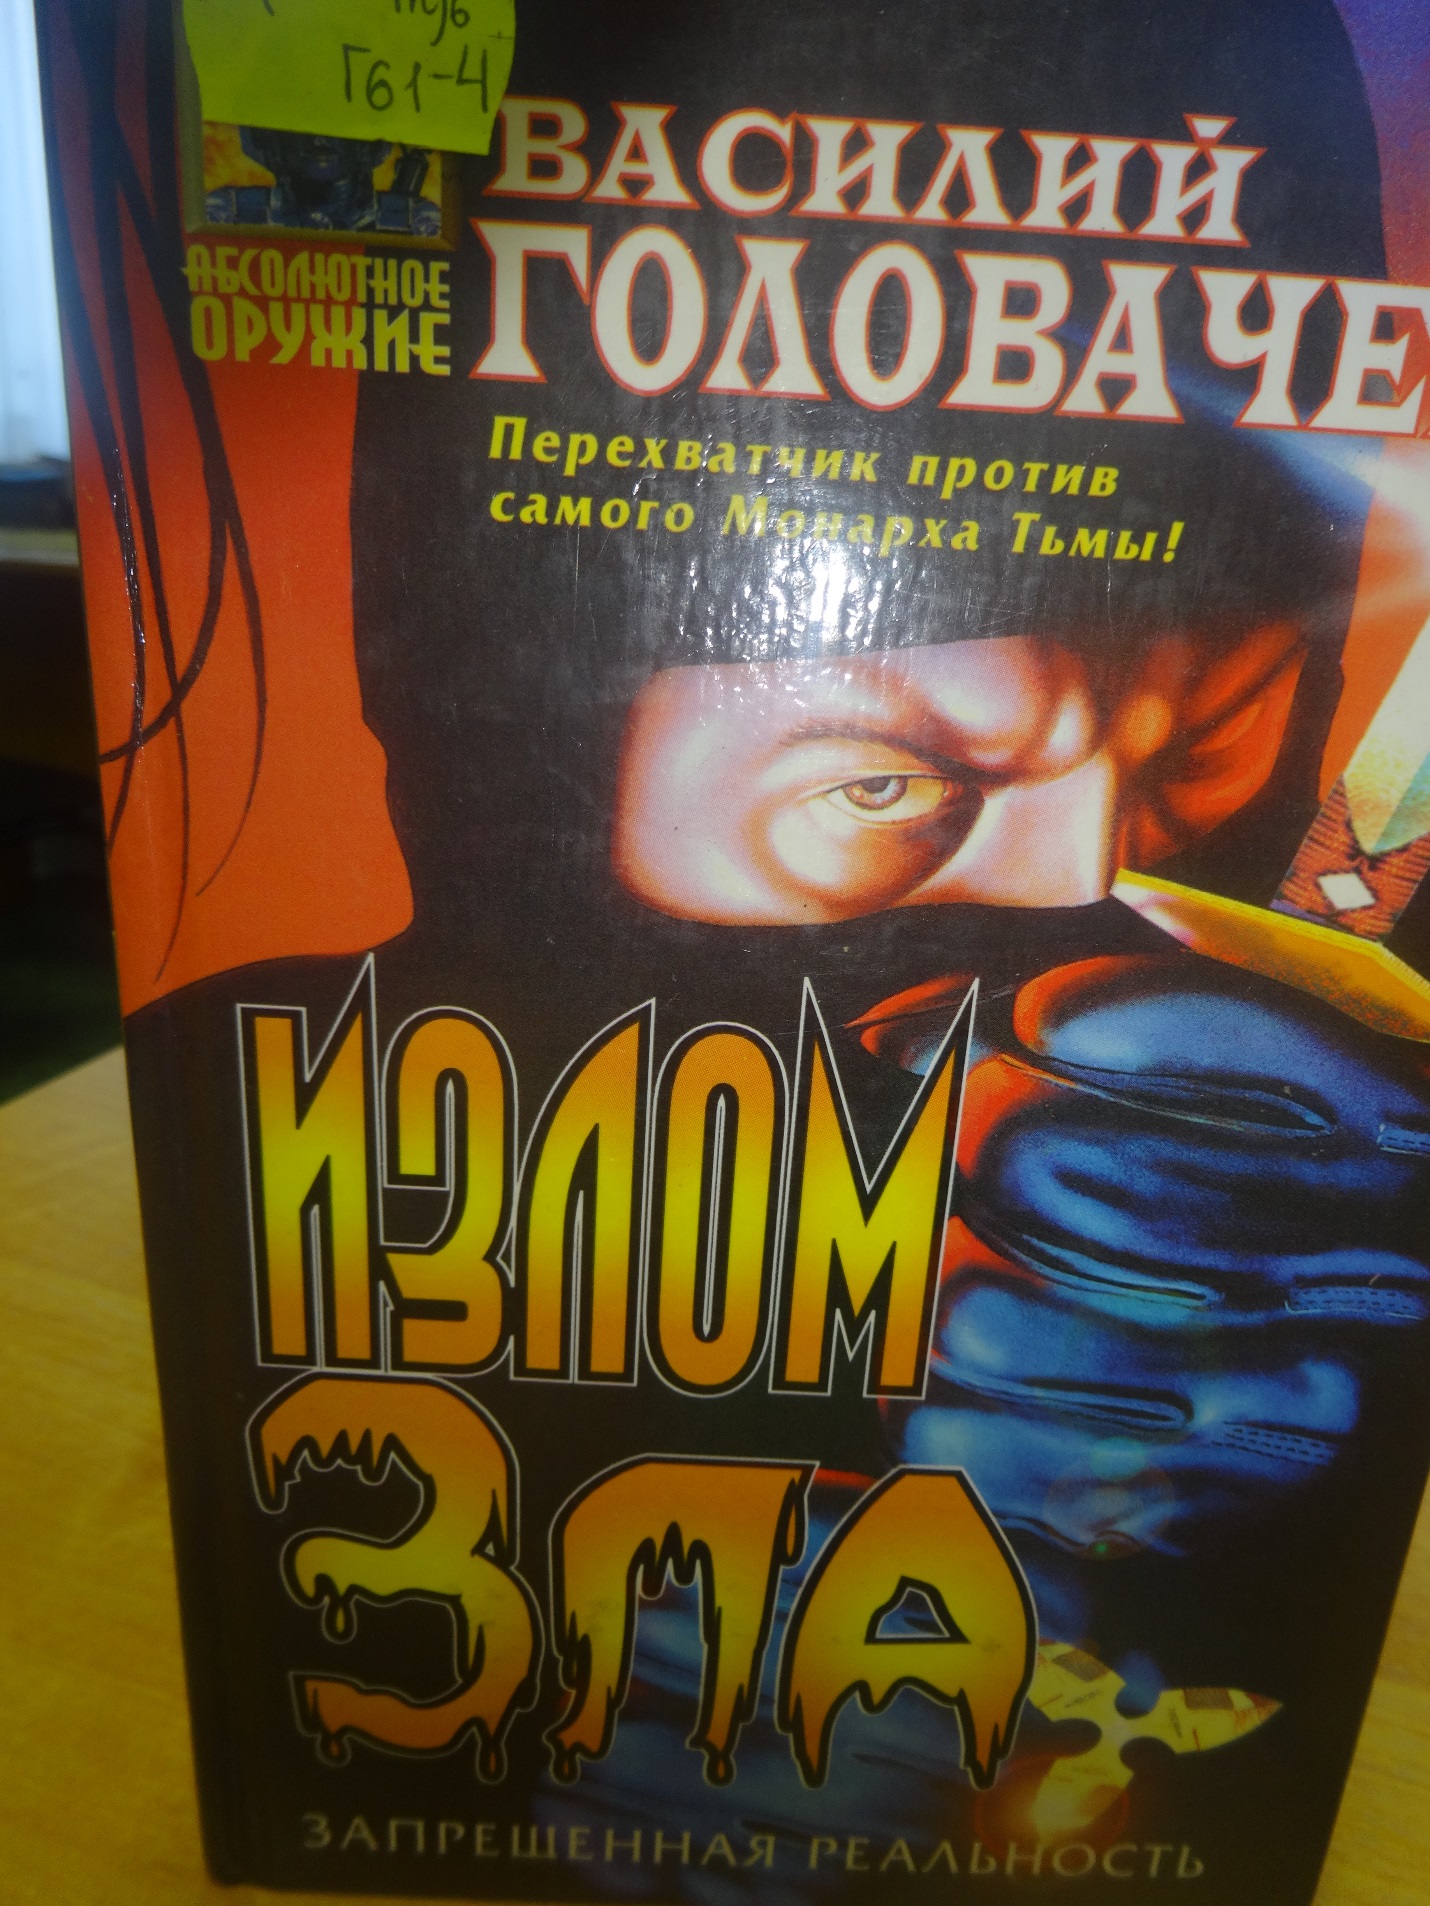 Г61-4
ВАСИЛИЙ
ГОЛОВАЧЕ
АБСОЛЮТНОЕ
ОРУЖИЕ
Перехватчик против
самого Монарха Тьмы!
ИЗЛОМ
ЗЛА
ЗАПРЕЩЕННАЯ РЕАЛЬНОСТЬ